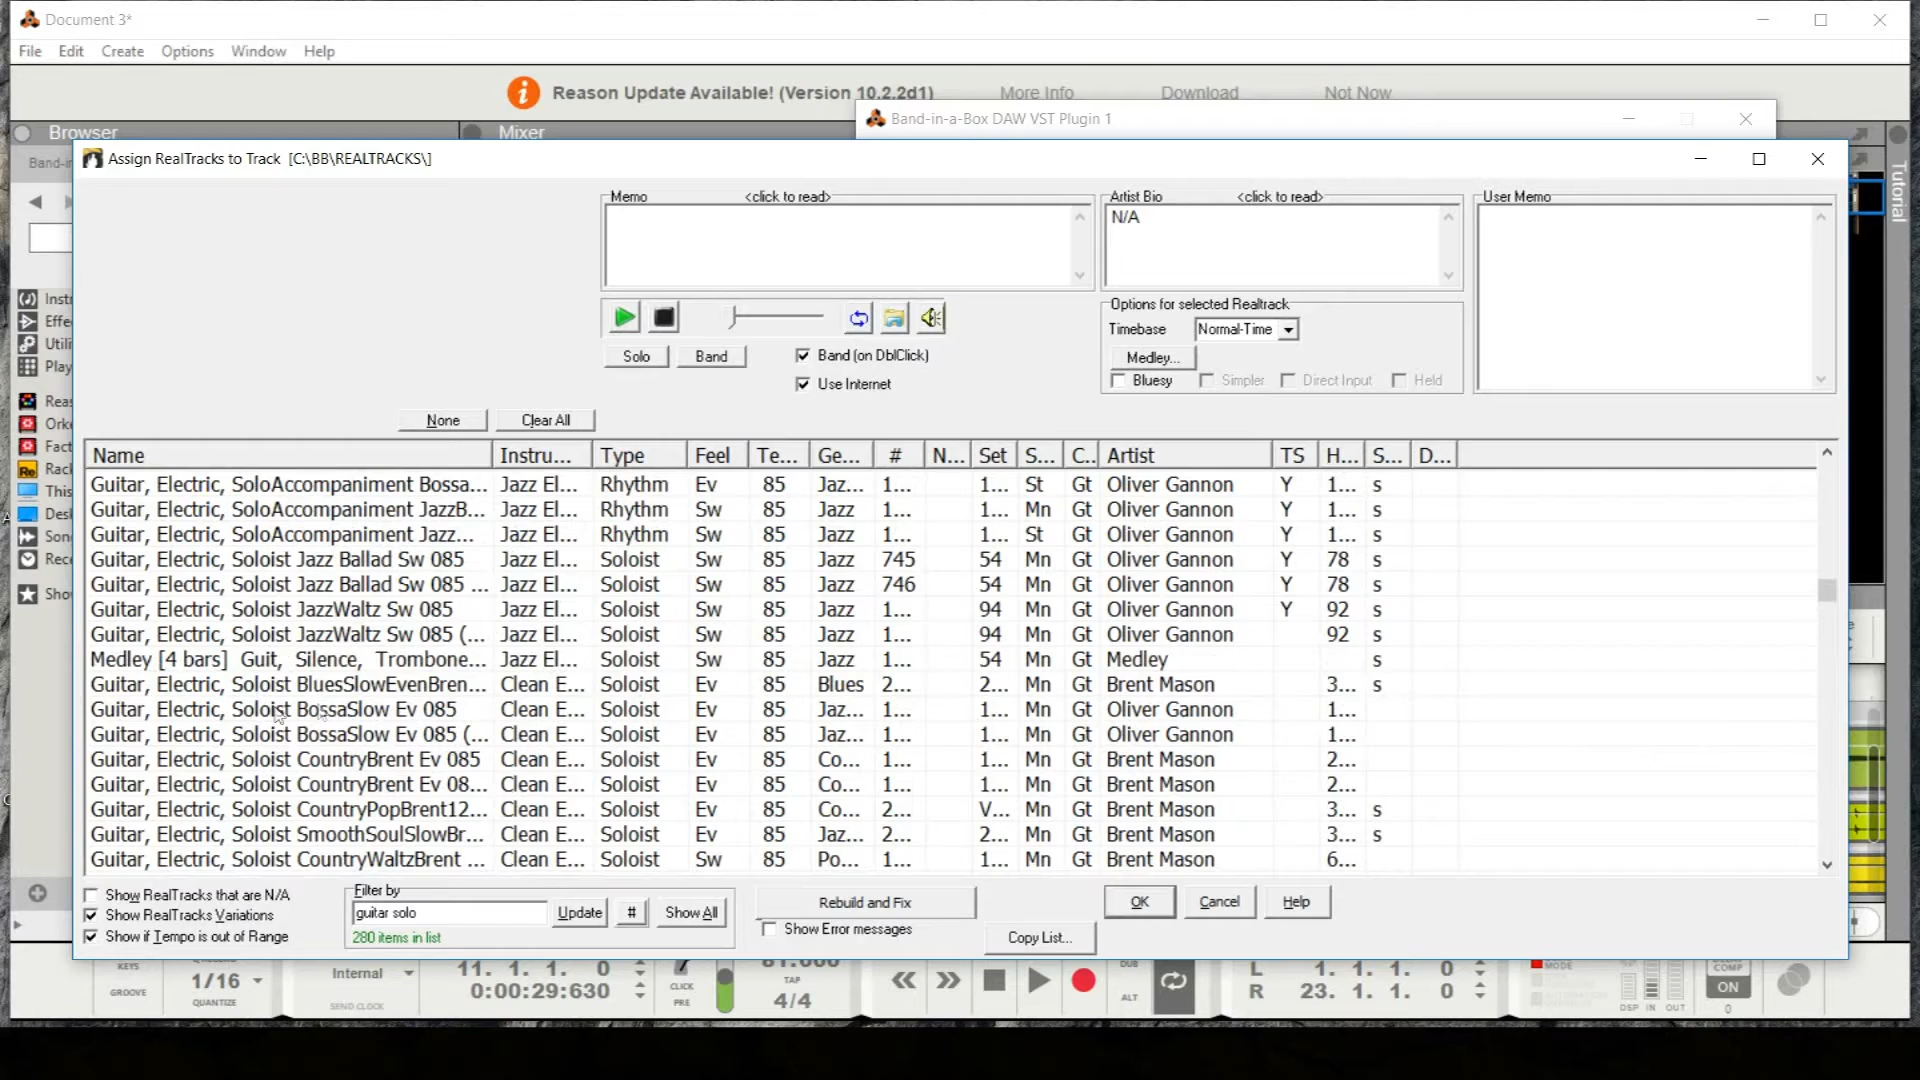 Document 3*
File Edit Create Options Window Help
Reason Update Available! (Version 10.2.2d1) More Info Download Not Now
Browser Mixer Band-in-a-Box DAW VST Plugin 1
Assign RealTracks to Track [C:\BB\REALTRACKS\]
Tutorial
Memo <click to read> Artist Bio <click to read> User Memo
N/A
Options for selected Realtrack
Timebase Normal-Time
Solo Band Band (on DblClick) Medley...
Use Internet Bluesy Simpler Direct Input Held
None Clear All
Name Instru... Type Feel Te... Ge... # N... Set S... C.. Artist TS H... S... D...
Guitar, Electric, SoloAccompaniment Bossa... Jazz El... Rhythm Ev 85 Jaz... 1... 1... St Gt Oliver Gannon Y 1... s
Guitar, Electric, SoloAccompaniment JazzB... Jazz El... Rhythm Sw 85 Jazz 1... 1... Mn Gt Oliver Gannon Y 1... s
Guitar, Electric, SoloAccompaniment Jazz... Jazz El... Rhythm Sw 85 Jazz 1... 1... St Gt Oliver Gannon Y 1... s
Guitar, Electric, Soloist Jazz Ballad Sw 085 Jazz El... Soloist Sw 85 Jazz 745 54 Mn Gt Oliver Gannon Y 78 s
Guitar, Electric, Soloist Jazz Ballad Sw 085 ... Jazz El... Soloist Sw 85 Jazz 746 54 Mn Gt Oliver Gannon Y 78 s
Guitar, Electric, Soloist JazzWaltz Sw 085 Jazz El... Soloist Sw 85 Jazz 1... 94 Mn Gt Oliver Gannon Y 92 s
Guitar, Electric, Soloist JazzWaltz Sw 085 (... Jazz El... Soloist Sw 85 Jazz 1... 94 Mn Gt Oliver Gannon 92 s
Medley [4 bars] Guit, Silence, Trombone... Jazz El... Soloist Sw 85 Jazz 1... 54 Mn Gt Medley s
Guitar, Electric, Soloist BluesSlowEvenBren... Clean E... Soloist Ev 85 Blues 2... 2... Mn Gt Brent Mason 3... s
Guitar, Electric, Soloist BossaSlow Ev 085 Clean E... Soloist Ev 85 Jaz... 1... 1... Mn Gt Oliver Gannon 1...
Guitar, Electric, Soloist BossaSlow Ev 085 (... Clean E... Soloist Ev 85 Jaz... 1... 1... Mn Gt Oliver Gannon 1...
Guitar, Electric, Soloist CountryBrent Ev 085 Clean E... Soloist Ev 85 Co... 1... 1... Mn Gt Brent Mason 2...
Guitar, Electric, Soloist CountryBrent Ev 08... Clean E... Soloist Ev 85 Co... 1... 1... Mn Gt Brent Mason 2...
Guitar, Electric, Soloist CountryPopBrent12... Clean E... Soloist Ev 85 Co... 2... V... Mn Gt Brent Mason 3... s
Guitar, Electric, Soloist SmoothSoulSlowBr... Clean E... Soloist Ev 85 Jaz... 2... 2... Mn Gt Brent Mason 3... s
Guitar, Electric, Soloist CountryWaltzBrent ... Clean E... Soloist Sw 85 Po... 1... 1... Mn Gt Brent Mason 6...
Show RealTracks that are N/A Filter by
Show RealTracks Variations guitar solo Update # Show All Rebuild and Fix OK Cancel Help
Show if Tempo is out of Range 280 items in list Show Error messages Copy List...
KEYS 1/16 Internal 11. 1. 1. 0 CLICK TAP DUB L 1. 1. 1. 0 MODE COMP
GROOVE QUANTIZE SEND CLOCK 0:00:29:630 PRE 4/4 ALT R 23. 1. 1. 0 DSP IN OUT ON
0